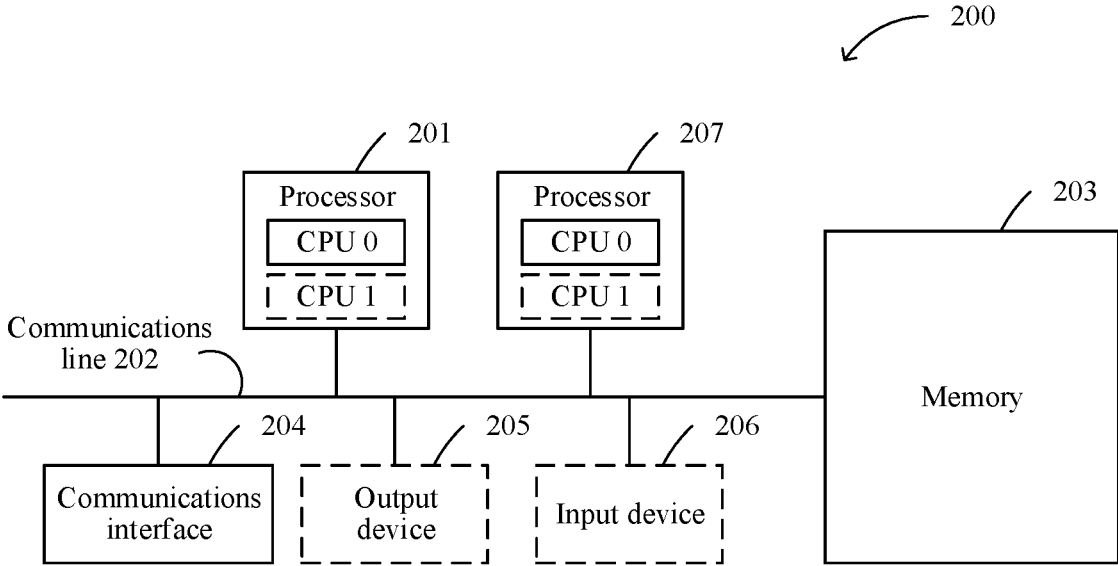 200
201
207
Processor
Processor
203
CPU 0
CPU 0
CPU 1
CPU 1
Communications
line 202
Memory
204
205
206
Communications
interface
Output
device
Input device